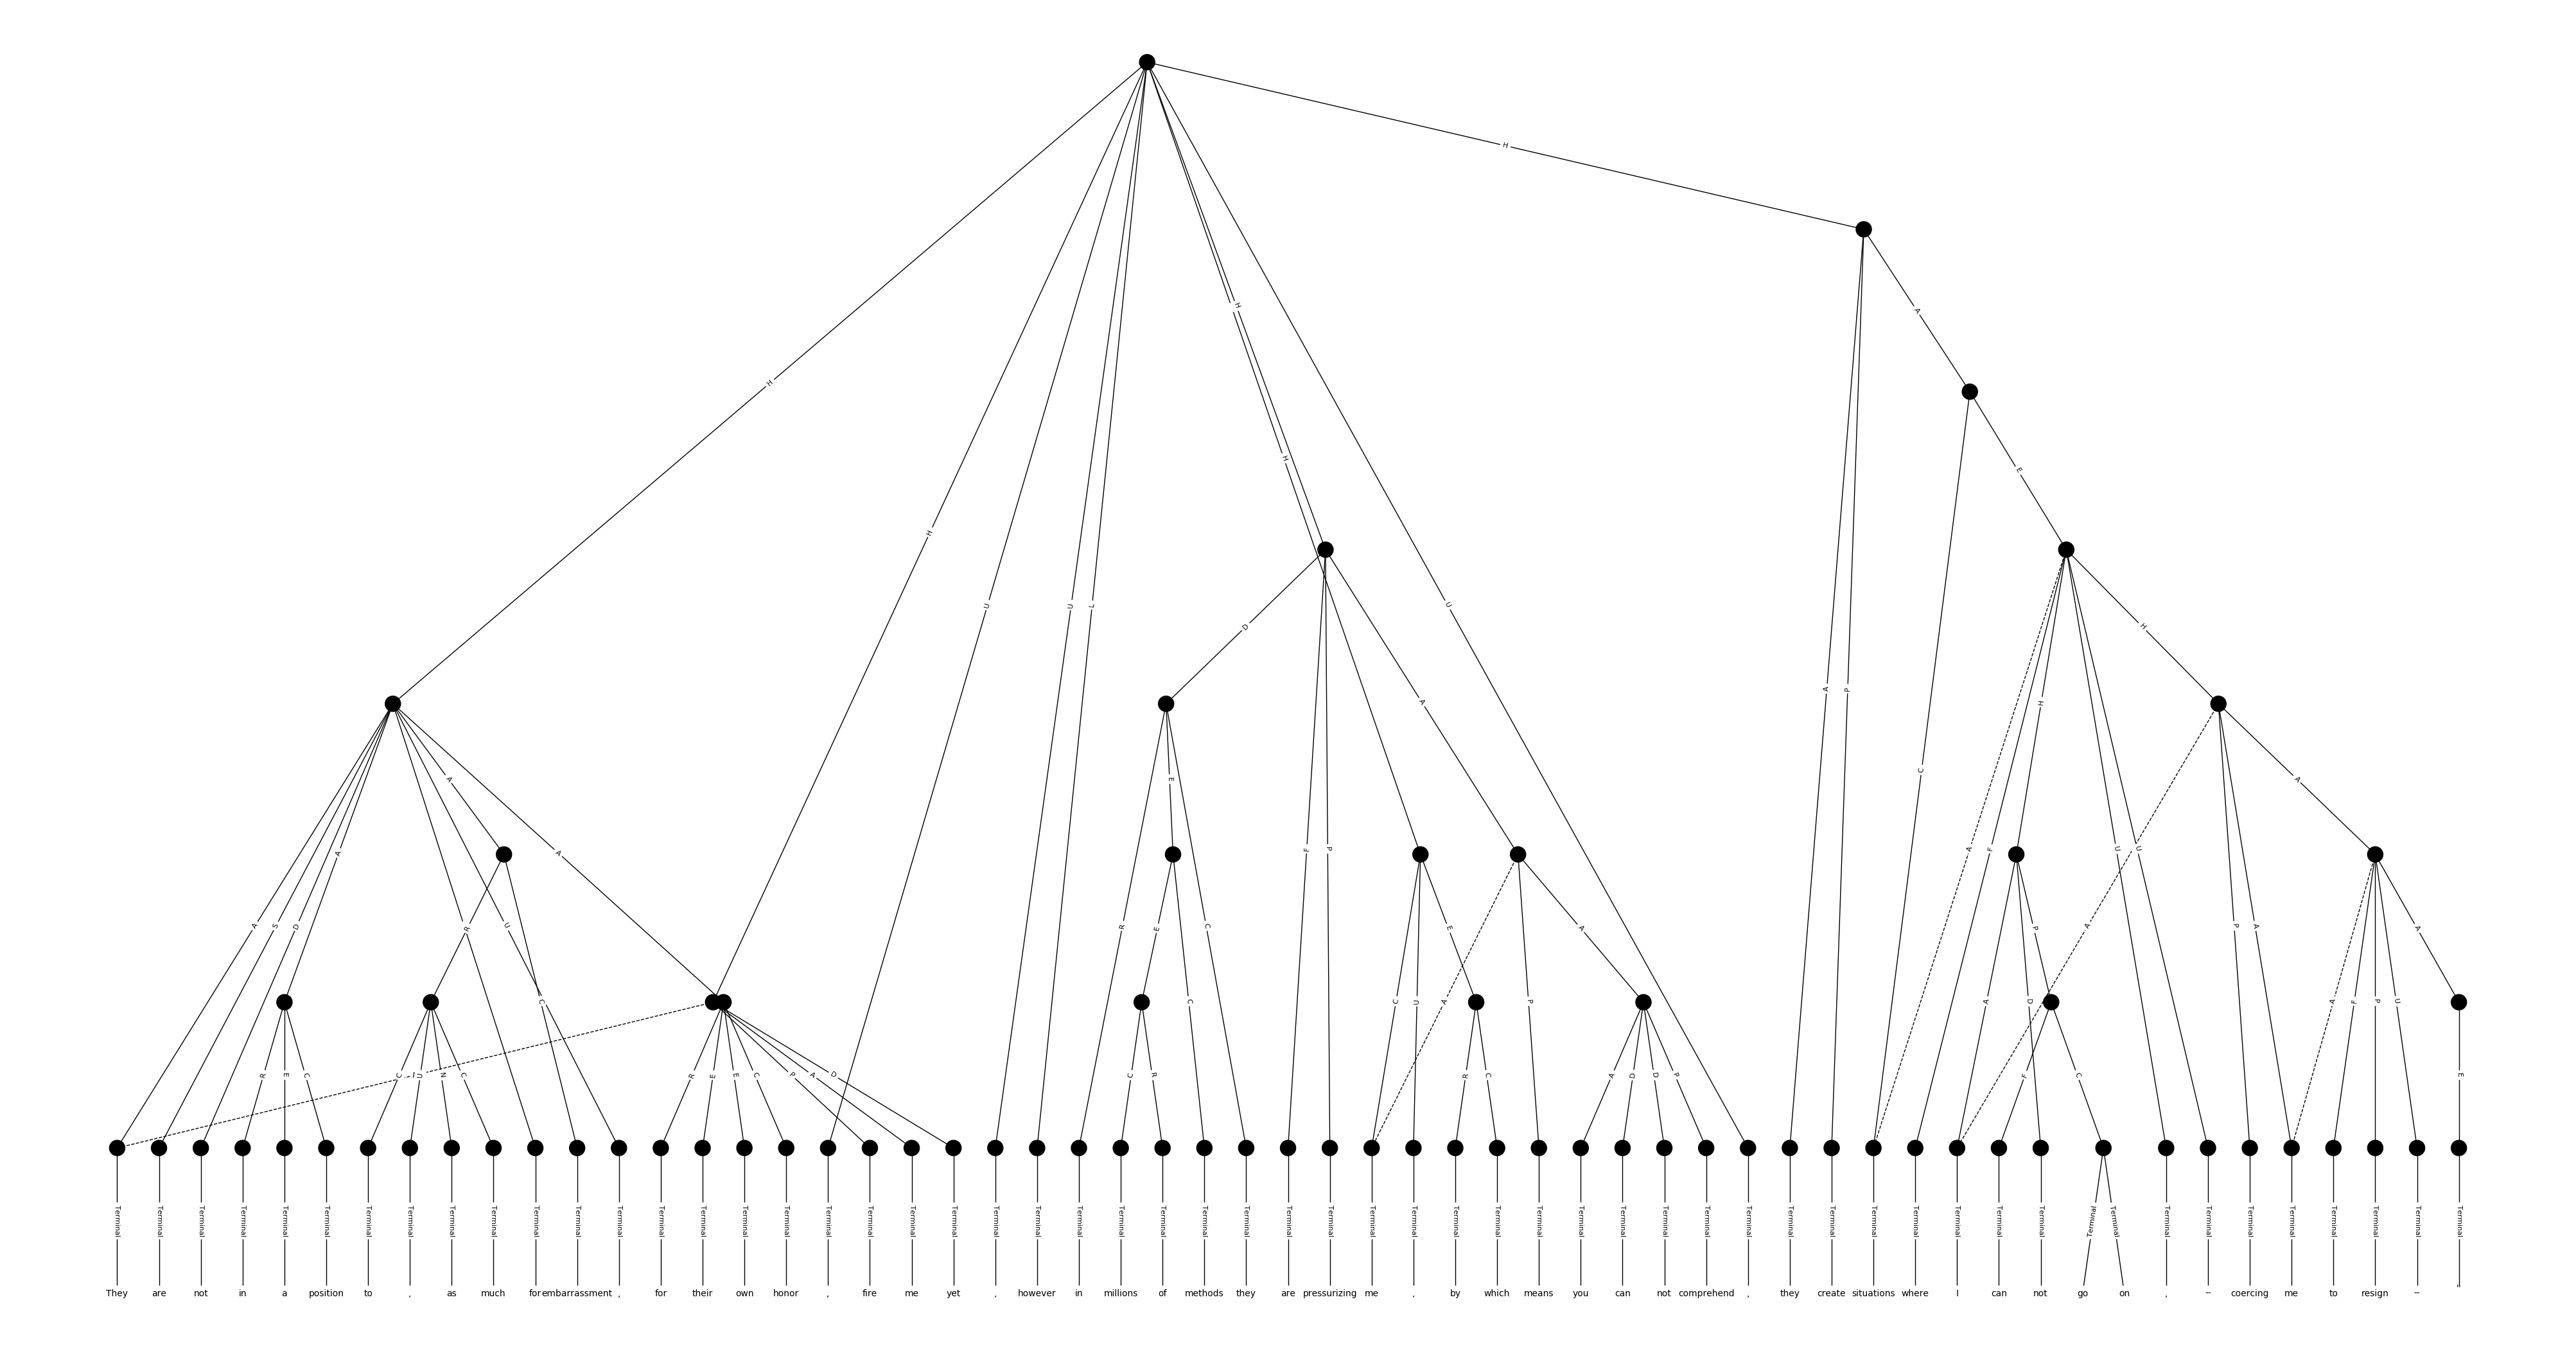 H
H
H
H
A
D
H
H
E
U
U
L
U
A
P
H
H
A
C
A
A
E
A
A
F
P
A
F
U
U
A
A
S
D
A
R
U
R
E
C
E
A
D
P
A
P
A
A
C
C
U
A
P
A
D
F
P
U
R
E
C
C
U
N
C
A
R
E
E
C
P
A
D
C
R
R
C
A
D
D
P
F
C
E
Terminal Terminal Terminal Terminal Terminal Terminal Terminal Terminal Terminal Terminal Terminal Terminal Terminal Terminal Terminal Terminal Terminal Terminal Terminal Terminal Terminal Terminal Terminal Terminal Terminal Terminal Terminal Terminal Terminal Terminal Terminal Terminal Terminal Terminal Terminal Terminal Terminal Terminal Terminal Terminal Terminal Terminal Terminal Terminal Terminal Terminal Terminal Terminal Terminal Terminal Terminal Terminal Terminal Terminal Terminal Terminal Terminal
They are not in a position to , as much for embarrassment , for their own honor , fire me yet , however in millions of methods they are pressurizing me , by which means you can not comprehend , they create situations where I can not go on , -- coercing me to resign -- "